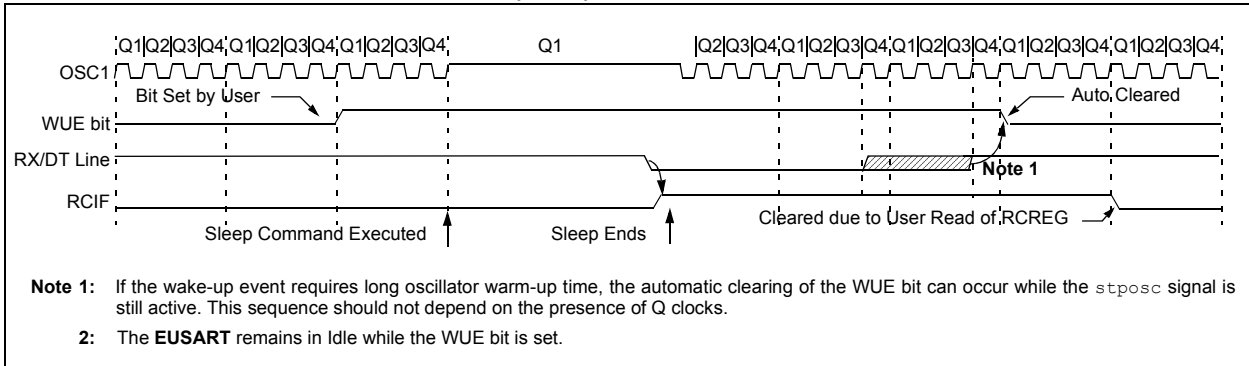 Q1|Q2|Q3|Q4 Q1|Q2|Q3|Q4 Q1|Q2|Q3|Q4 Q1 |Q2|Q3|Q4 Q1|Q2|Q3|Q4 Q1|Q2|Q3|Q4 Q1|Q2|Q3|Q4 Q1|Q2|Q3|Q4
OSC1
Bit Set by User
Auto Cleared
WUE bit
RX/DT Line
Note 1
RCIF
Cleared due to User Read of RCREG
Sleep Command Executed
Sleep Ends
Note 1: If the wake-up event requires long oscillator warm-up time, the automatic clearing of the WUE bit can occur while the stposc signal is
still active. This sequence should not depend on the presence of Q clocks.
2: The EUSART remains in Idle while the WUE bit is set.